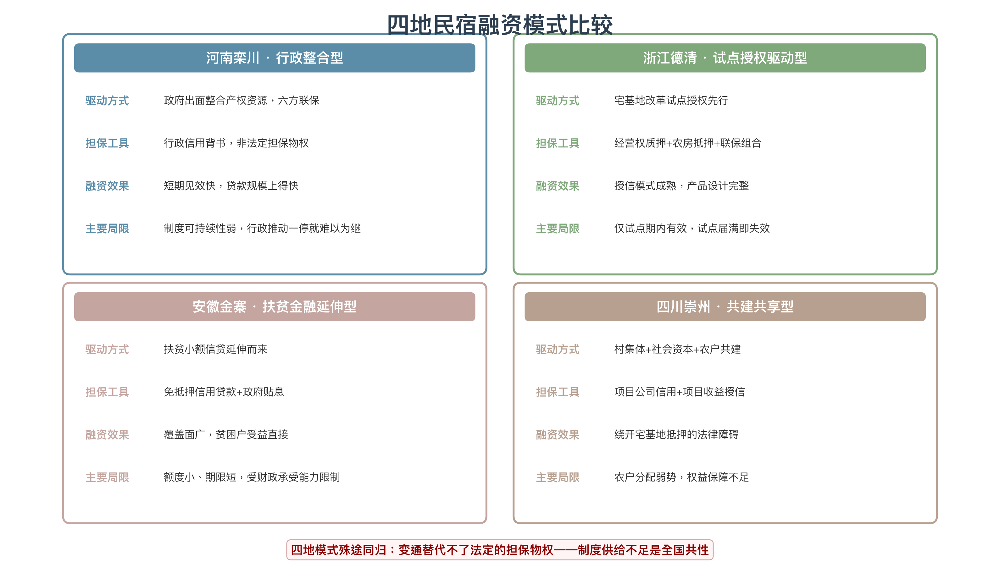 四地民宿融资模式比较
河南栾川 · 行政整合型
驱动方式 政府出面整合产权资源，六方联保
担保工具 行政信用背书，非法定担保物权
融资效果 短期见效快，贷款规模上得快
主要局限 制度可持续性弱，行政推动一停就难以为继
浙江德清 · 试点授权驱动型
驱动方式 宅基地改革试点授权先行
担保工具 经营权质押+农房抵押+联保组合
融资效果 授信模式成熟，产品设计完整
主要局限 仅试点期内有效，试点届满即失效
安徽金寨 · 扶贫金融延伸型
驱动方式 扶贫小额信贷延伸而来
担保工具 免抵押信用贷款+政府贴息
融资效果 覆盖面广，贫困户受益直接
主要局限 额度小、期限短，受财政承受能力限制
四川崇州 · 共建共享型
驱动方式 村集体+社会资本+农户共建
担保工具 项目公司信用+项目收益授信
融资效果 绕开宅基地抵押的法律障碍
主要局限 农户分配弱势，权益保障不足
四地模式殊途同归：变通替代不了法定的担保物权——制度供给不足是全国共性